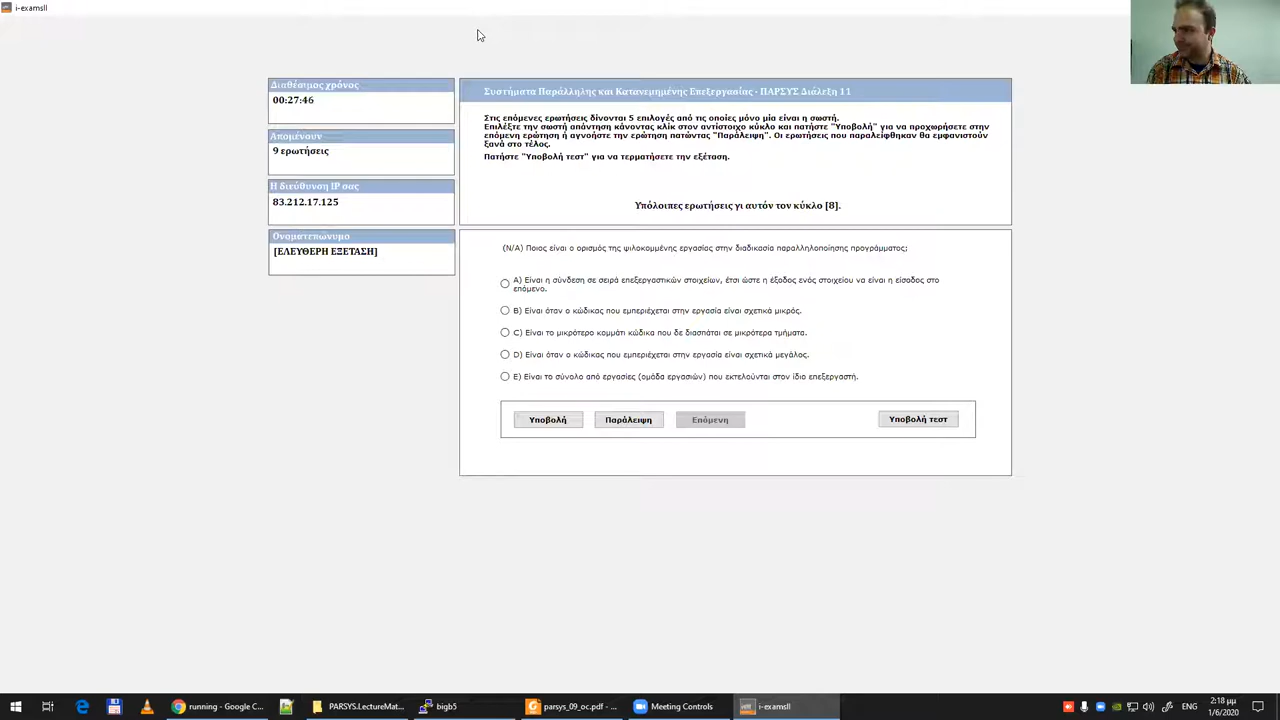 i-examsll
Διαθέσιμος χρόνος
00:27:46
Απομένουν
9 ερωτήσεις
Η διεύθυνση IP σας
83.212.17.125
Ονοματεπώνυμο
[ΕΛΕΥΘΕΡΗ ΕΞΕΤΑΣΗ]
Συστήματα Παράλληλης και Κατανεμημένης Επεξεργασίας - ΠΑΡΣΥΣ Διάλεξη 11
Στις επόμενες ερωτήσεις δίνονται 5 επιλογές από τις οποίες μόνο μία είναι η σωστή.
Επιλέξτε την σωστή απάντηση κάνοντας κλίκ στον αντίστοιχο κύκλο και πατήστε "Υποβολή" για να προχωρήσετε στην
επόμενη ερώτηση ή αγνοήστε την ερώτηση πατώντας "Παράλειψη". Οι ερωτήσεις που παραλείφθηκαν θα εμφανιστούν
ξανά στο τέλος.
Πατήστε "Υποβολή τεστ" για να τερματήσετε την εξέταση.
Υπόλοιπες ερωτήσεις γι αυτόν τον κύκλο [8].
(N/A) Ποιος είναι ο ορισμός της ψιλοκομμένης εργασίας στην διαδικασία παραλληλοποίησης προγράμματος;
A) Είναι η σύνδεση σε σειρά επεξεργαστικών στοιχείων, έτσι ώστε η έξοδος ενός στοιχείου να είναι η είσοδος στο
επόμενο.
B) Είναι όταν ο κώδικας που εμπεριέχεται στην εργασία είναι σχετικά μικρός.
C) Είναι το μικρότερο κομμάτι κώδικα που δε διασπάται σε μικρότερα τμήματα.
D) Είναι όταν ο κώδικας που εμπεριέχεται στην εργασία είναι σχετικά μεγάλος.
E) Είναι το σύνολο από εργασίες (ομάδα εργασιών) που εκτελούνται στον ίδιο επεξεργαστή.
Υποβολή Παράλειψη Επόμενη Υποβολή τεστ
running - Google C... PARSYS.LectureMat... bigb5 parsys_09_oc.pdf - ... Meeting Controls i-examsll ENG 2:18 μμ
1/6/2020